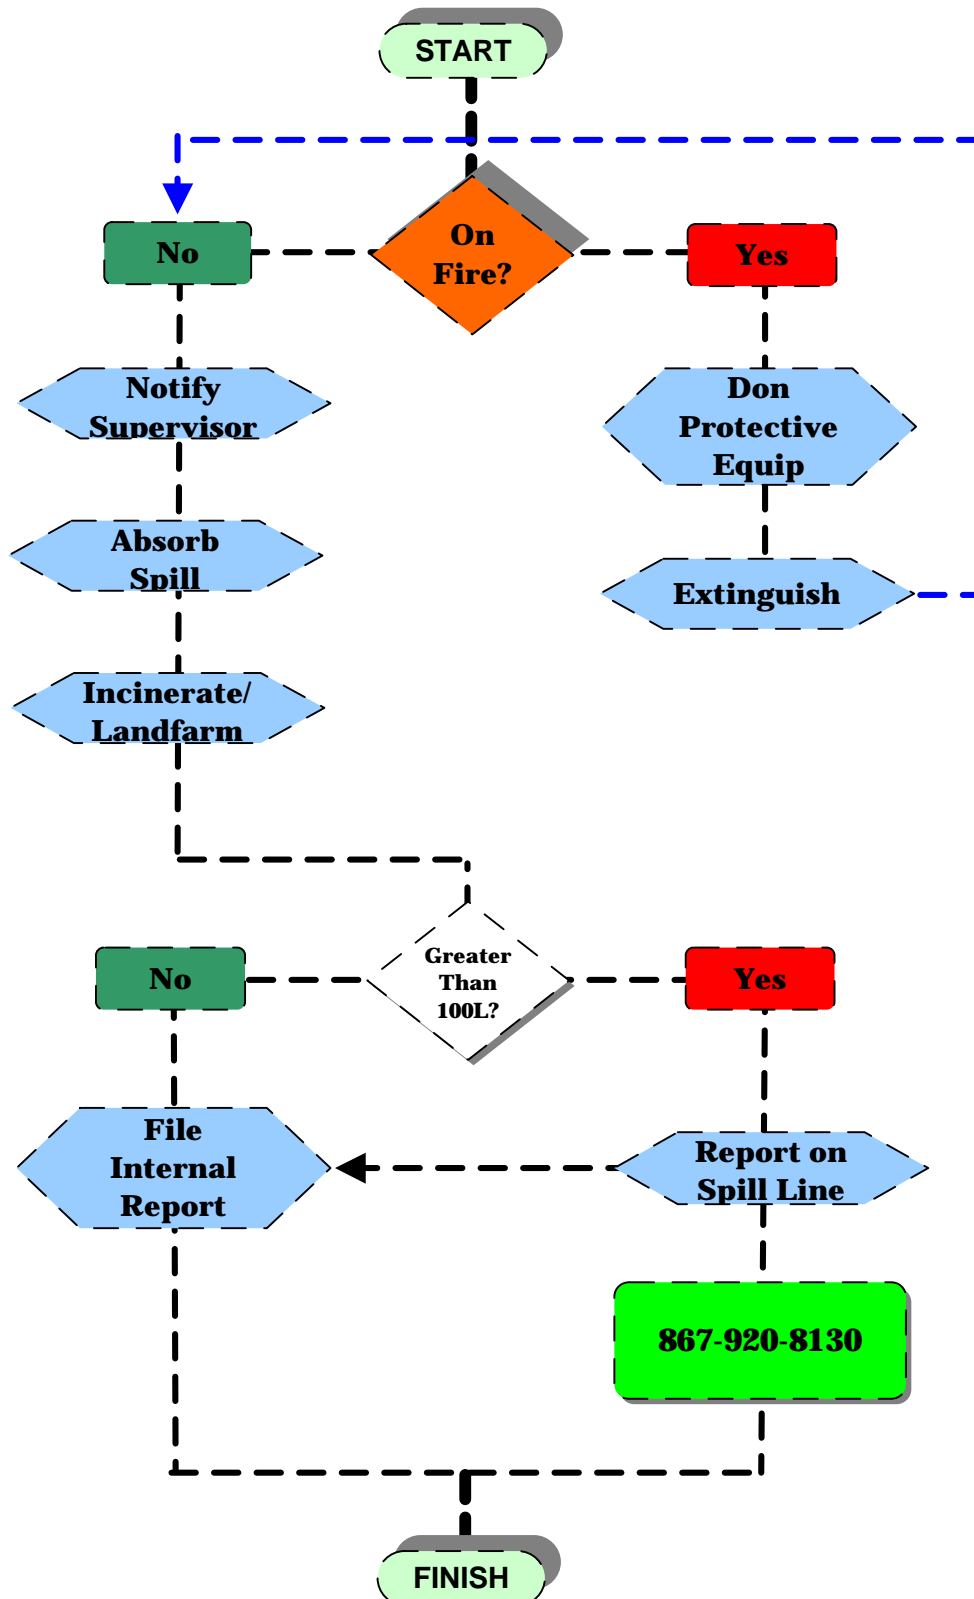 START
On
Fire?
No
Yes
Notify
Supervisor
Don
Protective
Equip
Absorb
Spill
Extinguish
Incinerate/
Landfarm
Greater
Than
100L?
No
Yes
File
Internal
Report
Report on
Spill Line
867-920-8130
FINISH